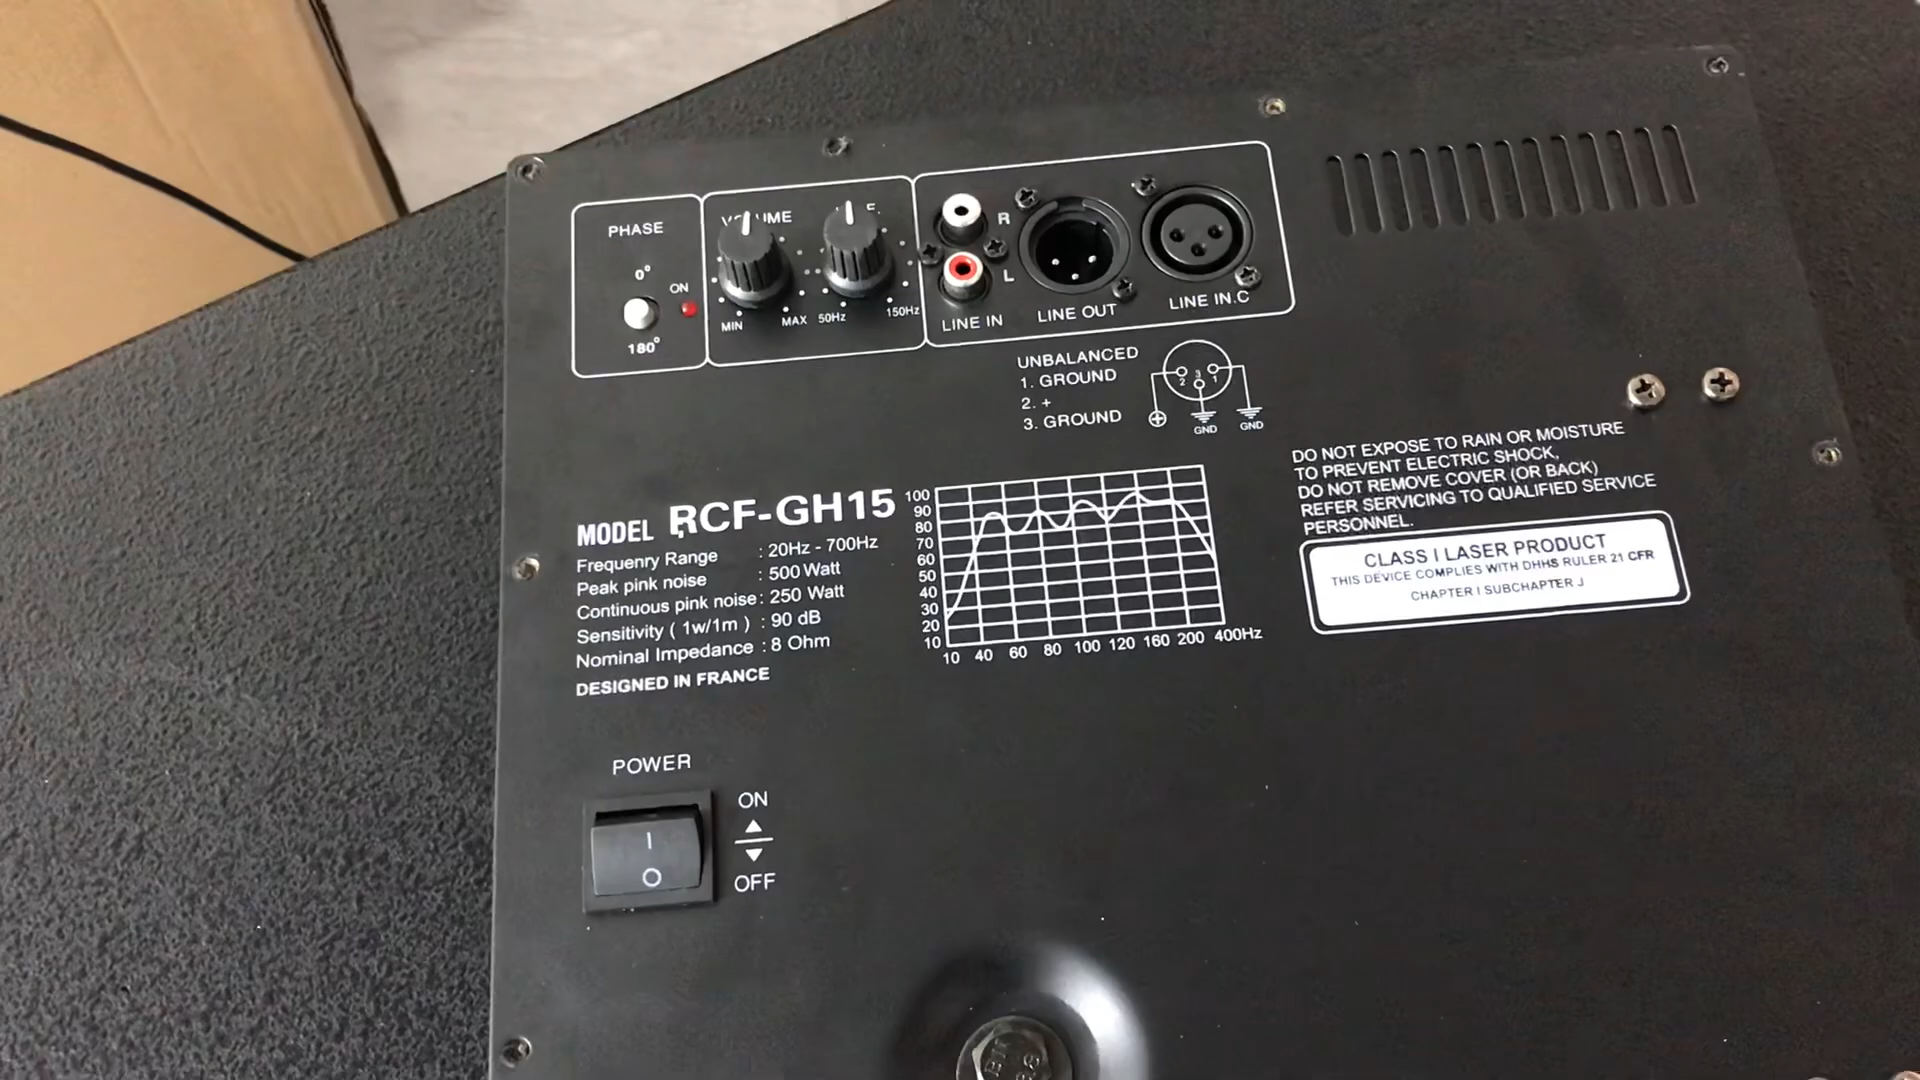 PHASE
0°
ON
180°
VOLUME
MIN
MAX
50Hz
150Hz
R
L
LINE IN
LINE OUT
LINE IN.C
UNBALANCED
1. GROUND
2. +
3. GROUND
2 3 1
GND
GND
MODEL RCF-GH15
Frequenry Range : 20Hz - 700Hz
Peak pink noise : 500 Watt
Continuous pink noise : 250 Watt
Sensitivity ( 1w/1m ) : 90 dB
Nominal Impedance : 8 Ohm
DESIGNED IN FRANCE
100
90
80
70
60
50
40
30
20
10
10 40 60 80 100 120 160 200 400Hz
DO NOT EXPOSE TO RAIN OR MOISTURE
TO PREVENT ELECTRIC SHOCK,
DO NOT REMOVE COVER (OR BACK)
REFER SERVICING TO QUALIFIED SERVICE
PERSONNEL.
CLASS I LASER PRODUCT
THIS DEVICE COMPLIES WITH DHHS RULER 21 CFR
CHAPTER I SUBCHAPTER J
POWER
ON
OFF